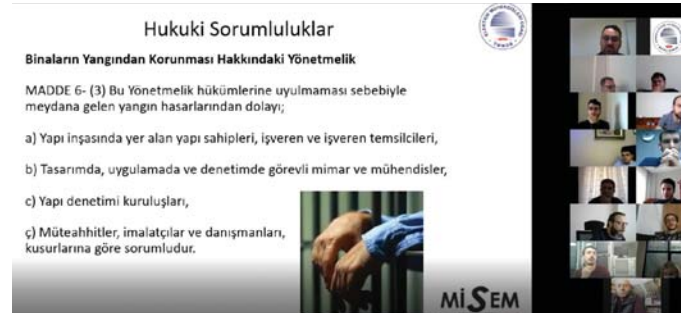 Hukuki Sorumluluklar
Binaların Yangından Korunması Hakkındaki Yönetmelik
MADDE 6- (3) Bu Yönetmelik hükümlerine uyulmaması sebebiyle
meydana gelen yangın hasarlarından dolayı;
a) Yapı inşasında yer alan yapı sahipleri, işveren ve işveren temsilcileri,
b) Tasarımda, uygulamada ve denetimde görevli mimar ve mühendisler,
c) Yapı denetimi kuruluşları,
ç) Müteahhitler, imalatçılar ve danışmanları,
kusurlarına göre sorumludur.
MİSEM